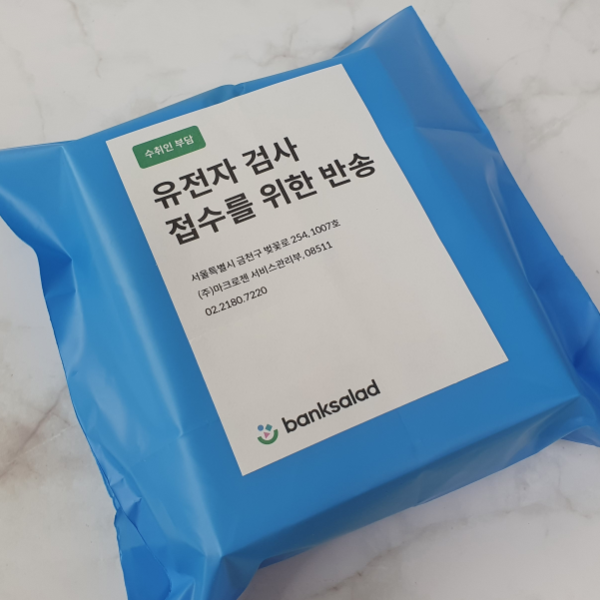 수취인 부담
유전자 검사
접수를 위한 반송
서울특별시 금천구 벚꽃로 254, 1007호
(주)마크로젠 서비스관리부, 08511
02.2180.7220
banksalad